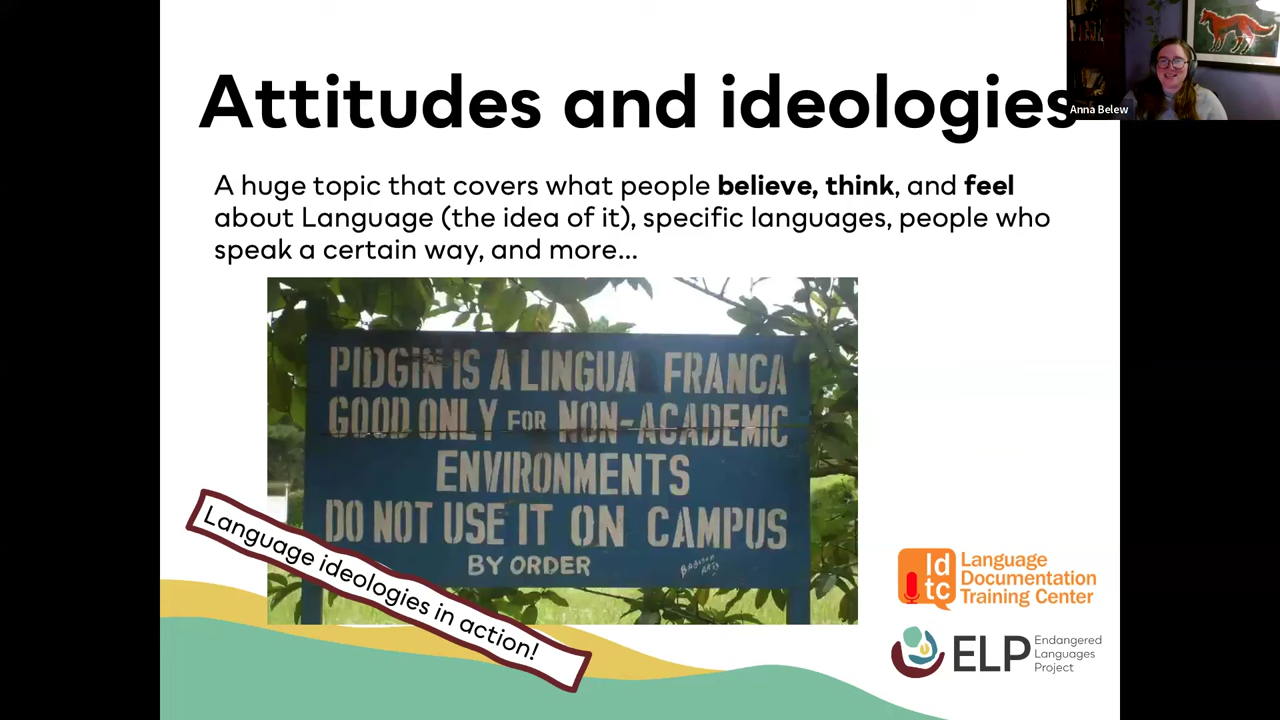 Attitudes and ideologies
Anna Belew
A huge topic that covers what people believe, think, and feel
about Language (the idea of it), specific languages, people who
speak a certain way, and more...
PIDGIN IS A LINGUA FRANCA
GOOD ONLY FOR NON-ACADEMIC
ENVIRONMENTS
DO NOT USE IT ON CAMPUS
BY ORDER
Language ideologies in action!
ld
tc
Language
Documentation
Training Center
ELP
Endangered
Languages
Project